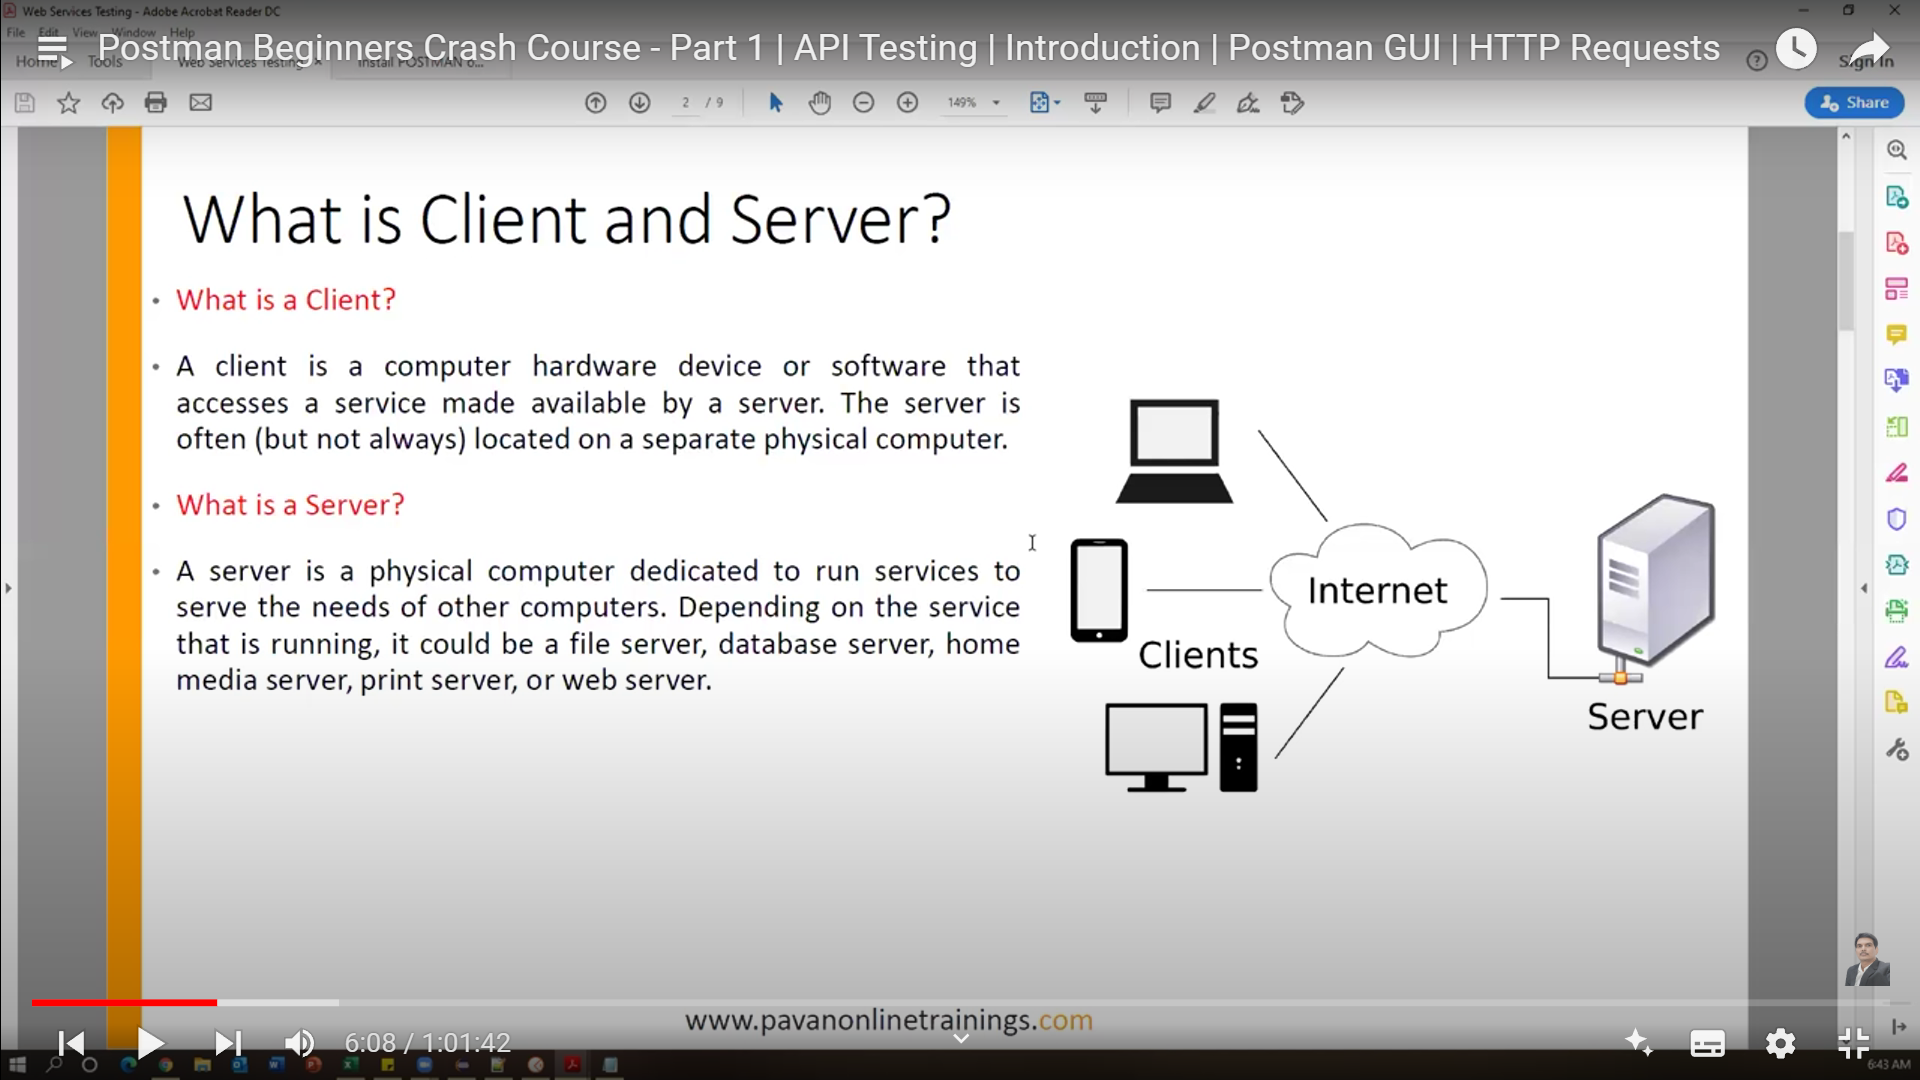 Web Services Testing - Adobe Acrobat Reader DC
File Edit View Window Help
Postman Beginners Crash Course - Part 1 | API Testing | Introduction | Postman GUI | HTTP Requests
Home Tools Web Services Testing Install POSTMAN o... Sign In
2 / 9 149% Share
What is Client and Server?
• What is a Client?
• A client is a computer hardware device or software that
accesses a service made available by a server. The server is
often (but not always) located on a separate physical computer.
• What is a Server?
• A server is a physical computer dedicated to run services to
serve the needs of other computers. Depending on the service
that is running, it could be a file server, database server, home
media server, print server, or web server.
Internet
Clients
Server
www.pavanonlinetrainings.com
6:08 / 1:01:42
6:43 AM